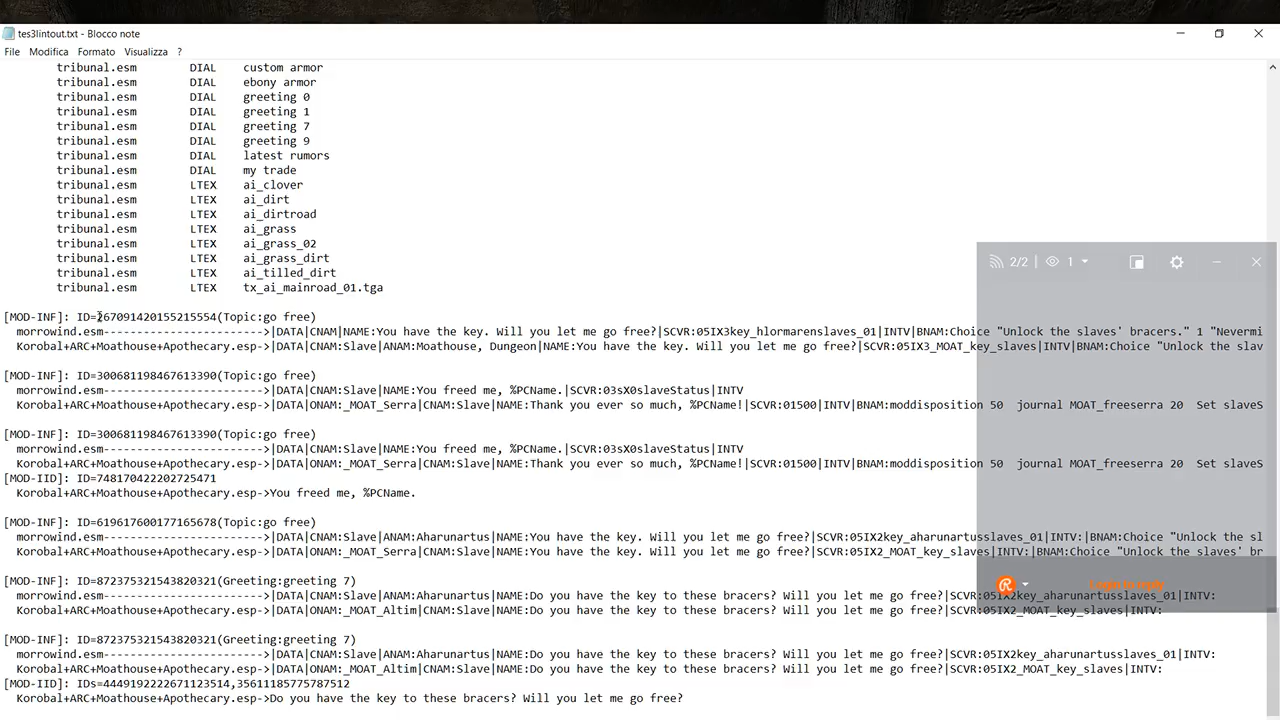 tes3lintout.txt - Blocco note
File Modifica Formato Visualizza ?
tribunal.esm DIAL custom armor
tribunal.esm DIAL ebony armor
tribunal.esm DIAL greeting 0
tribunal.esm DIAL greeting 1
tribunal.esm DIAL greeting 7
tribunal.esm DIAL greeting 9
tribunal.esm DIAL latest rumors
tribunal.esm DIAL my trade
tribunal.esm LTEX ai_clover
tribunal.esm LTEX ai_dirt
tribunal.esm LTEX ai_dirtroad
tribunal.esm LTEX ai_grass
tribunal.esm LTEX ai_grass_02
tribunal.esm LTEX ai_grass_dirt
tribunal.esm LTEX ai_tilled_dirt
tribunal.esm LTEX tx_ai_mainroad_01.tga
2/2 1
[MOD-INF]: ID=267091420155215554(Topic:go free)
morrowind.esm---------------------->|DATA|CNAM|NAME:You have the key. Will you let me go free?|SCVR:05IX3key_hlormarenslaves_01|INTV|BNAM:Choice "Unlock the slaves' bracers." 1 "Nevermi
Korobal+ARC+Moathouse+Apothecary.esp->|DATA|CNAM:Slave|ANAM:Moathouse, Dungeon|NAME:You have the key. Will you let me go free?|SCVR:05IX3_MOAT_key_slaves|INTV|BNAM:Choice "Unlock the slav
[MOD-INF]: ID=300681198467613390(Topic:go free)
morrowind.esm---------------------->|DATA|CNAM:Slave|NAME:You freed me, %PCName.|SCVR:03sX0slaveStatus|INTV
Korobal+ARC+Moathouse+Apothecary.esp->|DATA|ONAM:_MOAT_Serra|CNAM:Slave|NAME:Thank you ever so much, %PCName!|SCVR:01500|INTV|BNAM:moddisposition 50 journal MOAT_freeserra 20 Set slaveS
[MOD-INF]: ID=300681198467613390(Topic:go free)
morrowind.esm---------------------->|DATA|CNAM:Slave|NAME:You freed me, %PCName.|SCVR:03sX0slaveStatus|INTV
Korobal+ARC+Moathouse+Apothecary.esp->|DATA|ONAM:_MOAT_Serra|CNAM:Slave|NAME:Thank you ever so much, %PCName!|SCVR:01500|INTV|BNAM:moddisposition 50 journal MOAT_freeserra 20 Set slaveS
[MOD-IID]: ID=748170422202725471
Korobal+ARC+Moathouse+Apothecary.esp->You freed me, %PCName.
[MOD-INF]: ID=619617600177165678(Topic:go free)
morrowind.esm---------------------->|DATA|CNAM:Slave|ANAM:Aharunartus|NAME:You have the key. Will you let me go free?|SCVR:05IX2key_aharunartusslaves_01|INTV:|BNAM:Choice "Unlock the sl
Korobal+ARC+Moathouse+Apothecary.esp->|DATA|ONAM:_MOAT_Altim|CNAM:Slave|NAME:You have the key. Will you let me go free?|SCVR:05IX2_MOAT_key_slaves|INTV:|BNAM:Choice "Unlock the slaves' br
[MOD-INF]: ID=872375321543820321(Greeting:greeting 7)
Login to reply
morrowind.esm---------------------->|DATA|CNAM:Slave|ANAM:Aharunartus|NAME:Do you have the key to these bracers? Will you let me go free?|SCVR:05IX2key_aharunartusslaves_01|INTV:
Korobal+ARC+Moathouse+Apothecary.esp->|DATA|ONAM:_MOAT_Altim|CNAM:Slave|NAME:Do you have the key to these bracers? Will you let me go free?|SCVR:05IX2_MOAT_key_slaves|INTV:
[MOD-INF]: ID=872375321543820321(Greeting:greeting 7)
morrowind.esm---------------------->|DATA|CNAM:Slave|ANAM:Aharunartus|NAME:Do you have the key to these bracers? Will you let me go free?|SCVR:05IX2key_aharunartusslaves_01|INTV:
Korobal+ARC+Moathouse+Apothecary.esp->|DATA|ONAM:_MOAT_Altim|CNAM:Slave|NAME:Do you have the key to these bracers? Will you let me go free?|SCVR:05IX2_MOAT_key_slaves|INTV:
[MOD-IID]: IDs=4449192222671123514,35611185775787512
Korobal+ARC+Moathouse+Apothecary.esp->Do you have the key to these bracers? Will you let me go free?